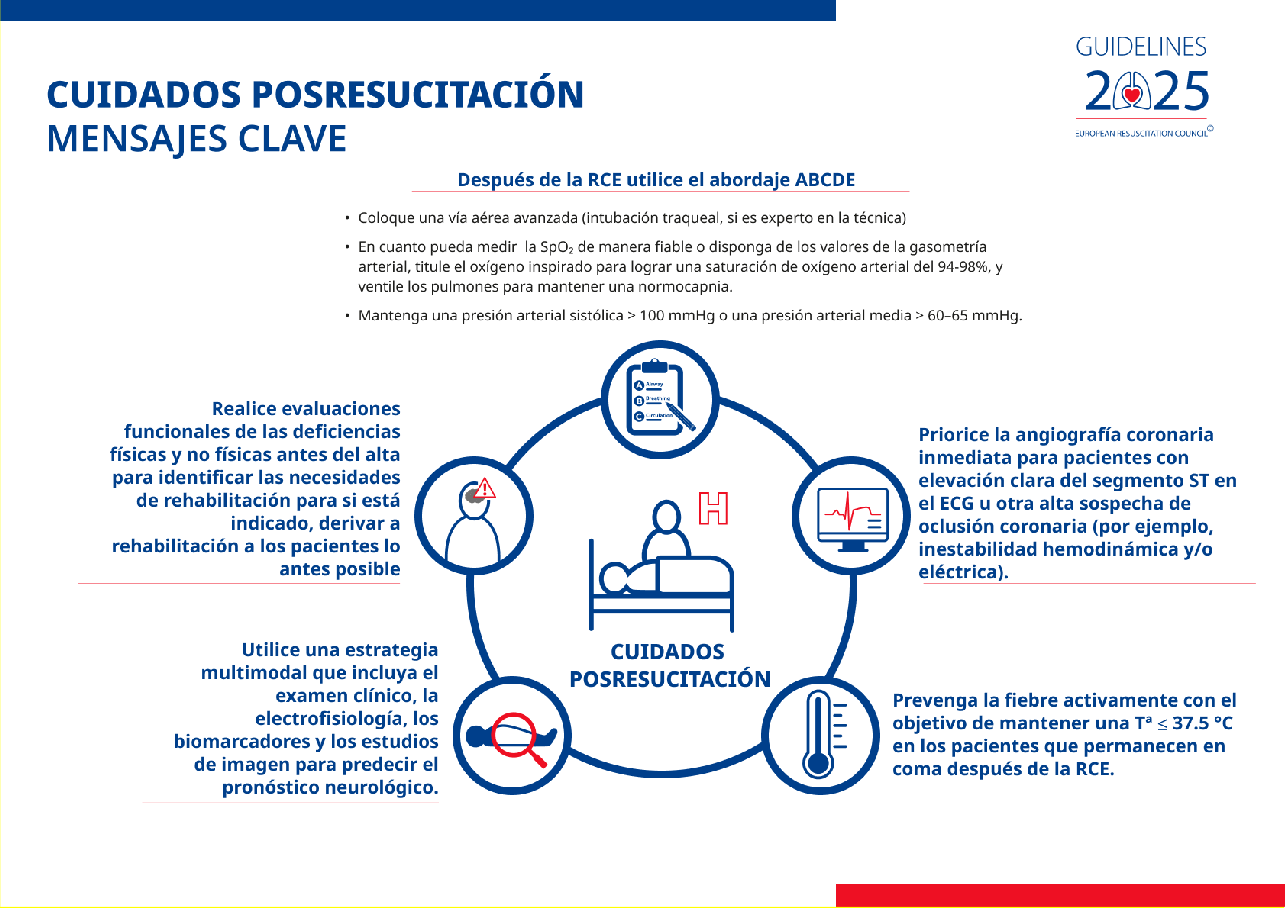 GUIDELINES
2025
EUROPEAN RESUSCITATION COUNCIL©
CUIDADOS POSRESUCITACIÓN
MENSAJES CLAVE
Después de la RCE utilice el abordaje ABCDE
• Coloque una vía aérea avanzada (intubación traqueal, si es experto en la técnica)
• En cuanto pueda medir  la SpO₂ de manera fiable o disponga de los valores de la gasometría
arterial, titule el oxígeno inspirado para lograr una saturación de oxígeno arterial del 94-98%, y
ventile los pulmones para mantener una normocapnia.
• Mantenga una presión arterial sistólica > 100 mmHg o una presión arterial media > 60–65 mmHg.
A Airway
B Breathing
C Circulation
Realice evaluaciones
funcionales de las deficiencias
físicas y no físicas antes del alta
para identificar las necesidades
de rehabilitación para si está
indicado, derivar a
rehabilitación a los pacientes lo
antes posible
Priorice la angiografía coronaria
inmediata para pacientes con
elevación clara del segmento ST en
el ECG u otra alta sospecha de
oclusión coronaria (por ejemplo,
inestabilidad hemodinámica y/o
eléctrica).
H
CUIDADOS
POSRESUCITACIÓN
Utilice una estrategia
multimodal que incluya el
examen clínico, la
electrofisiología, los
biomarcadores y los estudios
de imagen para predecir el
pronóstico neurológico.
Prevenga la fiebre activamente con el
objetivo de mantener una Tª ≤ 37.5 °C
en los pacientes que permanecen en
coma después de la RCE.